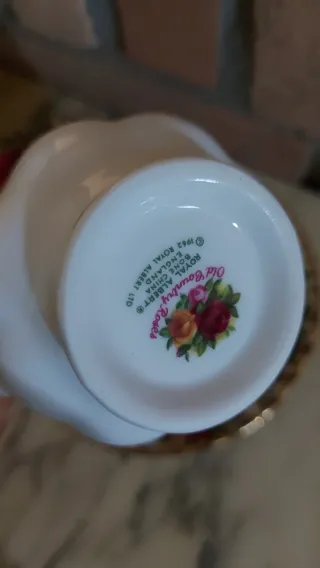 Old Country Roses
ROYAL ALBERT ®
BONE CHINA
ENGLAND
© 1962 ROYAL ALBERT LTD